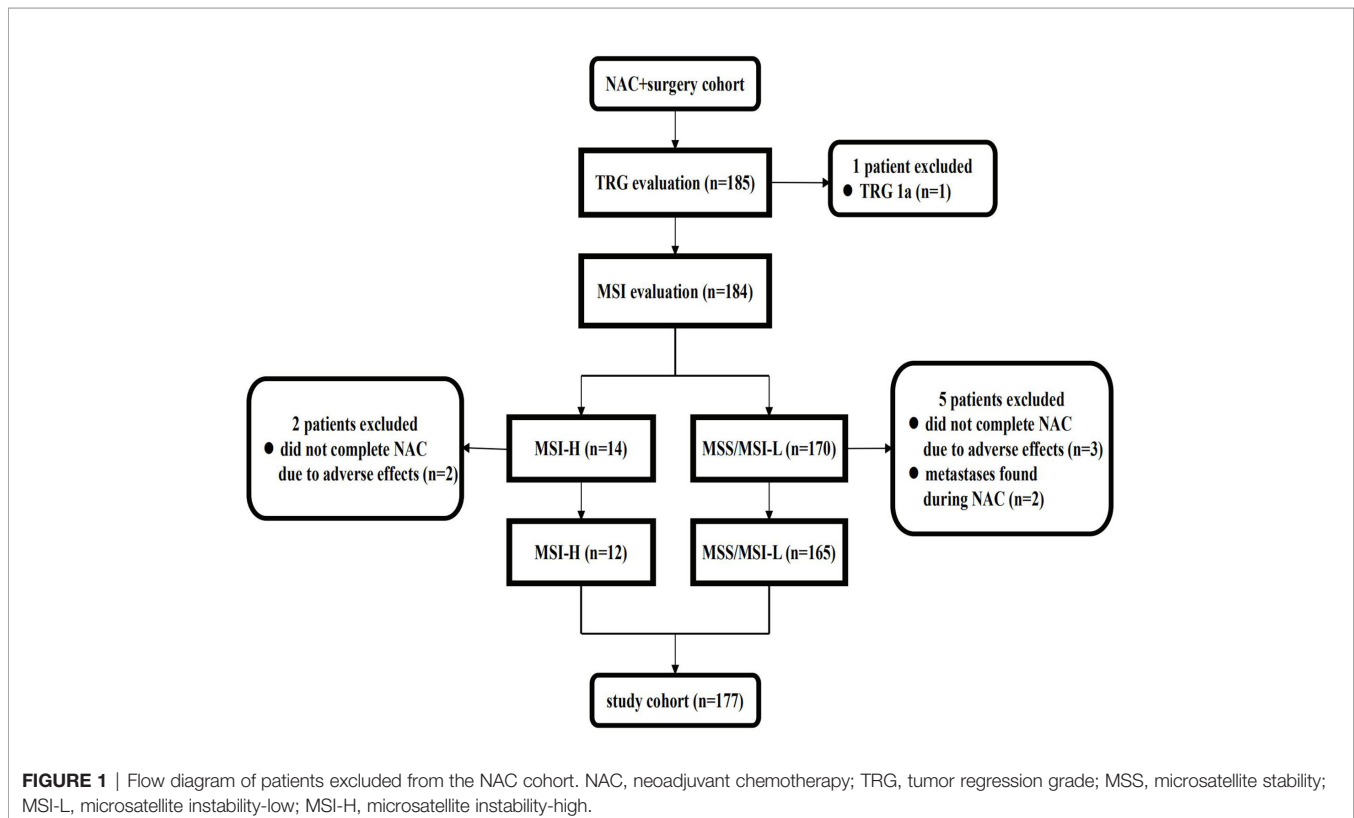 NAC+surgery cohort
TRG evaluation (n=185)
1 patient excluded
● TRG 1a (n=1)
MSI evaluation (n=184)
2 patients excluded
● did not complete NAC
due to adverse effects (n=2)
MSI-H (n=14)
MSS/MSI-L (n=170)
5 patients excluded
● did not complete NAC
due to adverse effects (n=3)
● metastases found
during NAC (n=2)
MSI-H (n=12)
MSS/MSI-L (n=165)
study cohort (n=177)
FIGURE 1 | Flow diagram of patients excluded from the NAC cohort. NAC, neoadjuvant chemotherapy; TRG, tumor regression grade; MSS, microsatellite stability;
MSI-L, microsatellite instability-low; MSI-H, microsatellite instability-high.